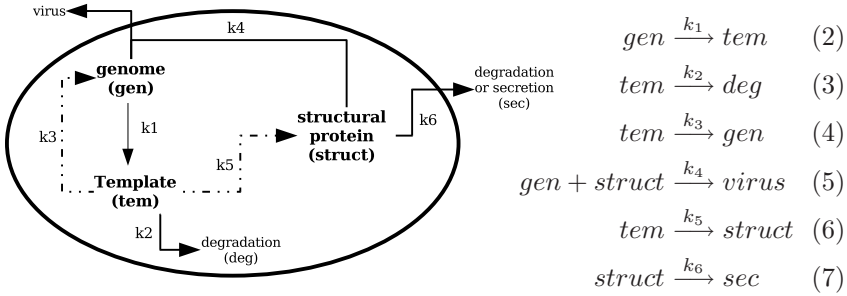 virus
k4
genome
(gen)
degradation
or secretion
(sec)
k1
k3
structural
protein
(struct)
k6
k5
Template
(tem)
k2
degradation
(deg)
gen —k₁→ tem (2)
tem —k₂→ deg (3)
tem —k₃→ gen (4)
gen + struct —k₄→ virus (5)
tem —k₅→ struct (6)
struct —k₆→ sec (7)